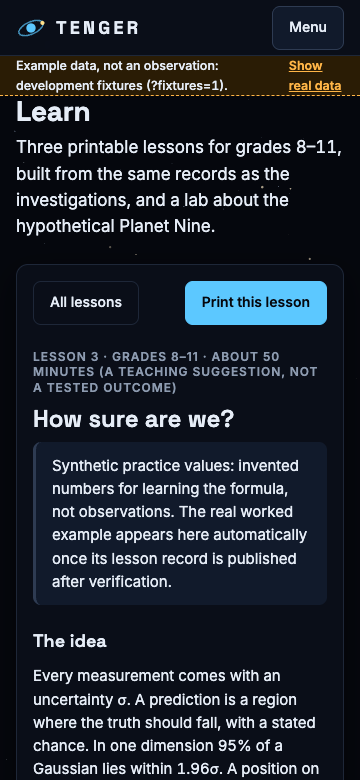 TENGER
Menu
Example data, not an observation:
development fixtures (?fixtures=1).
Show
real data
Learn
Three printable lessons for grades 8–11,
built from the same records as the
investigations, and a lab about the
hypothetical Planet Nine.
All lessons
Print this lesson
LESSON 3 · GRADES 8–11 · ABOUT 50
MINUTES (A TEACHING SUGGESTION, NOT
A TESTED OUTCOME)
How sure are we?
Synthetic practice values: invented
numbers for learning the formula,
not observations. The real worked
example appears here automatically
once its lesson record is published
after verification.
The idea
Every measurement comes with an
uncertainty σ. A prediction is a region
where the truth should fall, with a stated
chance. In one dimension 95% of a
Gaussian lies within 1.96σ. A position on